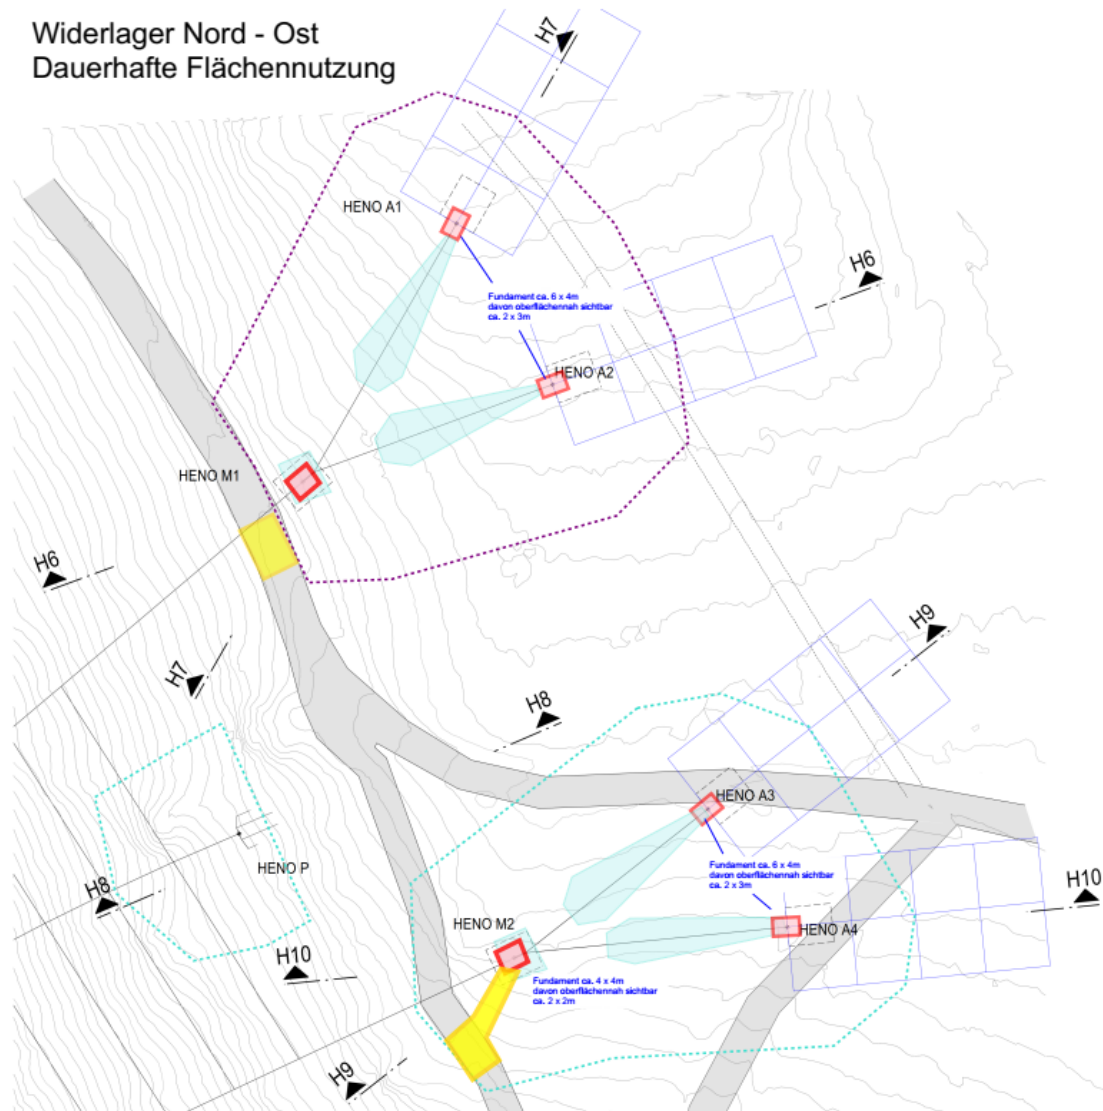 Widerlager Nord - Ost
Dauerhafte Flächennutzung
H7
HENO A1
H6
Fundament ca. 6 x 4m
davon oberflächennah sichtbar
ca. 2 x 3m
HENO A2
HENO M1
H6
H9
H7
H8
HENO A3
HENO P
Fundament ca. 6 x 4m
davon oberflächennah sichtbar
ca. 2 x 3m
H8
H10
HENO M2
HENO A4
H10
Fundament ca. 4 x 4m
davon oberflächennah sichtbar
ca. 2 x 2m
H9